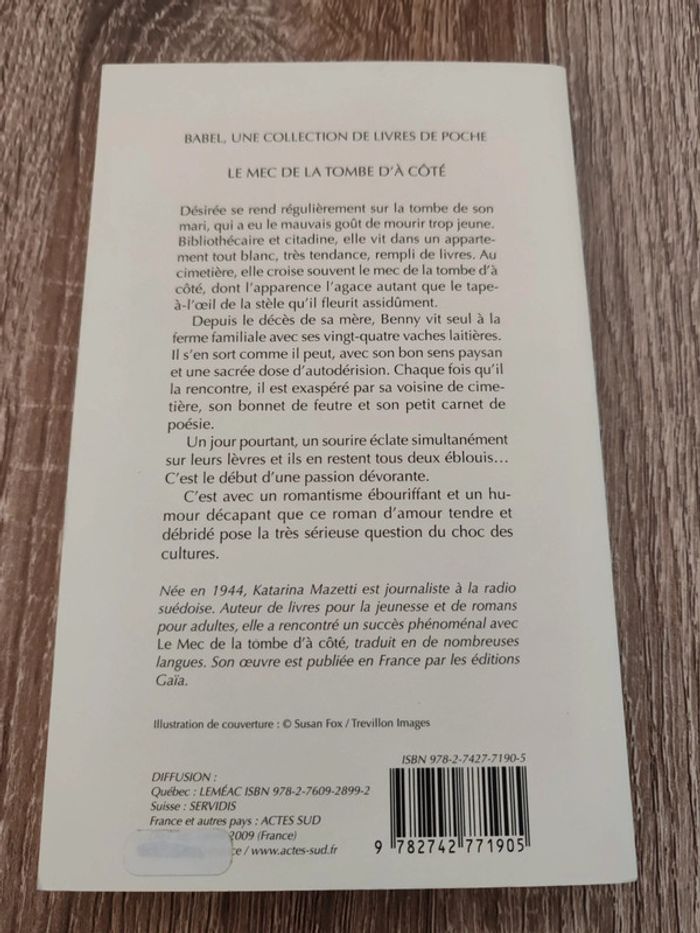 BABEL, UNE COLLECTION DE LIVRES DE POCHE
LE MEC DE LA TOMBE D'À CÔTÉ
Désirée se rend régulièrement sur la tombe de son
mari, qui a eu le mauvais goût de mourir trop jeune.
Bibliothécaire et citadine, elle vit dans un apparte-
ment tout blanc, très tendance, rempli de livres. Au
cimetière, elle croise souvent le mec de la tombe d'à
côté, dont l'apparence l'agace autant que le tape-
à-l'œil de la stèle qu'il fleurit assidûment.
Depuis le décès de sa mère, Benny vit seul à la
ferme familiale avec ses vingt-quatre vaches laitières.
Il s'en sort comme il peut, avec son bon sens paysan
et une sacrée dose d'autodérision. Chaque fois qu'il
la rencontre, il est exaspéré par sa voisine de cime-
tière, son bonnet de feutre et son petit carnet de
poésie.
Un jour pourtant, un sourire éclate simultanément
sur leurs lèvres et ils en restent tous deux éblouis...
C'est le début d'une passion dévorante.
C'est avec un romantisme ébouriffant et un hu-
mour décapant que ce roman d'amour tendre et
débridé pose la très sérieuse question du choc des
cultures.
Née en 1944, Katarina Mazetti est journaliste à la radio
suédoise. Auteur de livres pour la jeunesse et de romans
pour adultes, elle a rencontré un succès phénoménal avec
Le Mec de la tombe d'à côté, traduit en de nombreuses
langues. Son œuvre est publiée en France par les éditions
Gaïa.
Illustration de couverture : © Susan Fox / Trevillon Images
ISBN 978-2-7427-7190-5
DIFFUSION :
Québec : LEMÉAC ISBN 978-2-7609-2899-2
Suisse : SERVIDIS
France et autres pays : ACTES SUD
2009 (France)
/ www.actes-sud.fr
9 782742 771905